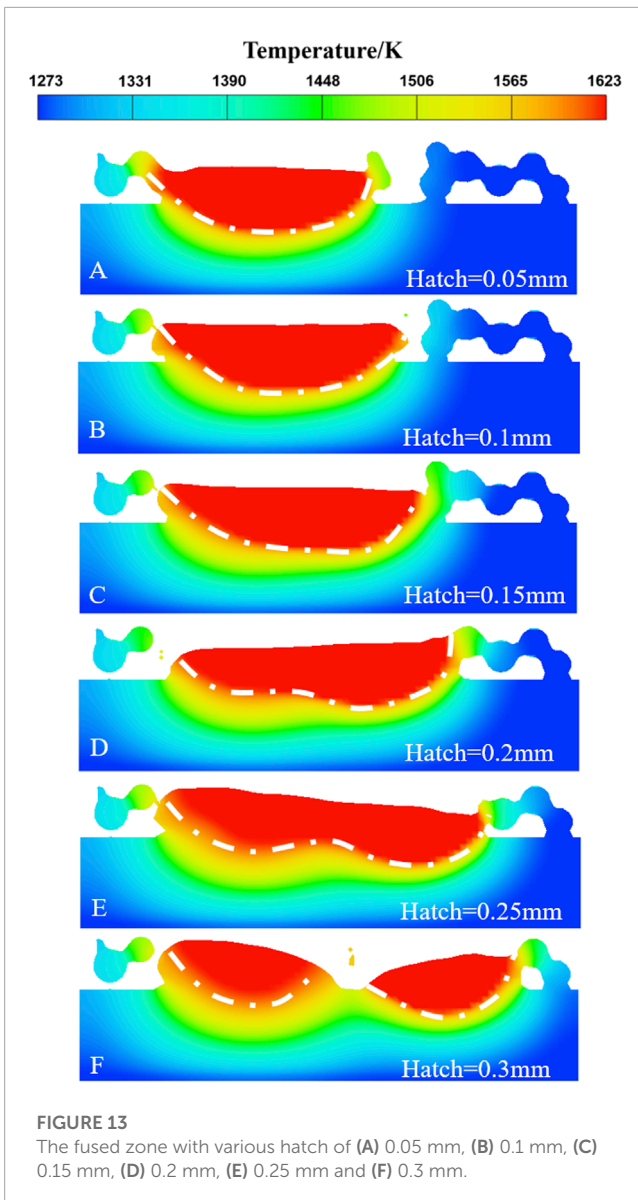 Temperature/K
1273 1331 1390 1448 1506 1565 1623
A
Hatch=0.05mm
B
Hatch=0.1mm
C
Hatch=0.15mm
D
Hatch=0.2mm
E
Hatch=0.25mm
F
Hatch=0.3mm
FIGURE 13
The fused zone with various hatch of (A) 0.05 mm, (B) 0.1 mm, (C)
0.15 mm, (D) 0.2 mm, (E) 0.25 mm and (F) 0.3 mm.